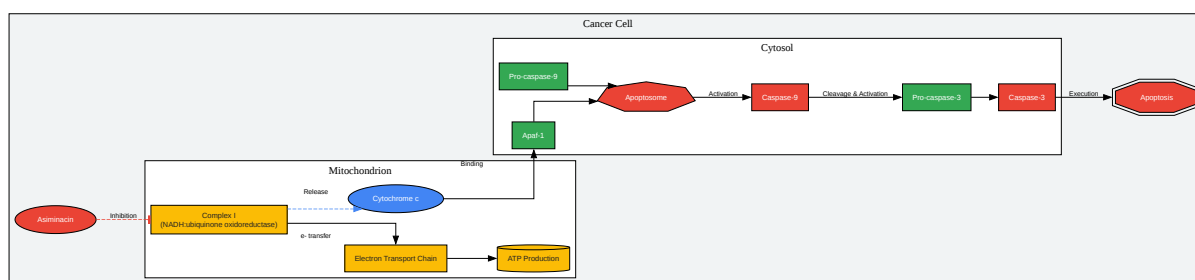 Cancer Cell
Cytosol
Pro-caspase-9
Apoptosome
Activation
Caspase-9
Cleavage & Activation
Pro-caspase-3
Caspase-3
Execution
Apoptosis
Apaf-1
Binding
Mitochondrion
Asiminacin
Inhibition
Complex I
(NADH:ubiquinone oxidoreductase)
Release
Cytochrome c
e- transfer
Electron Transport Chain
ATP Production